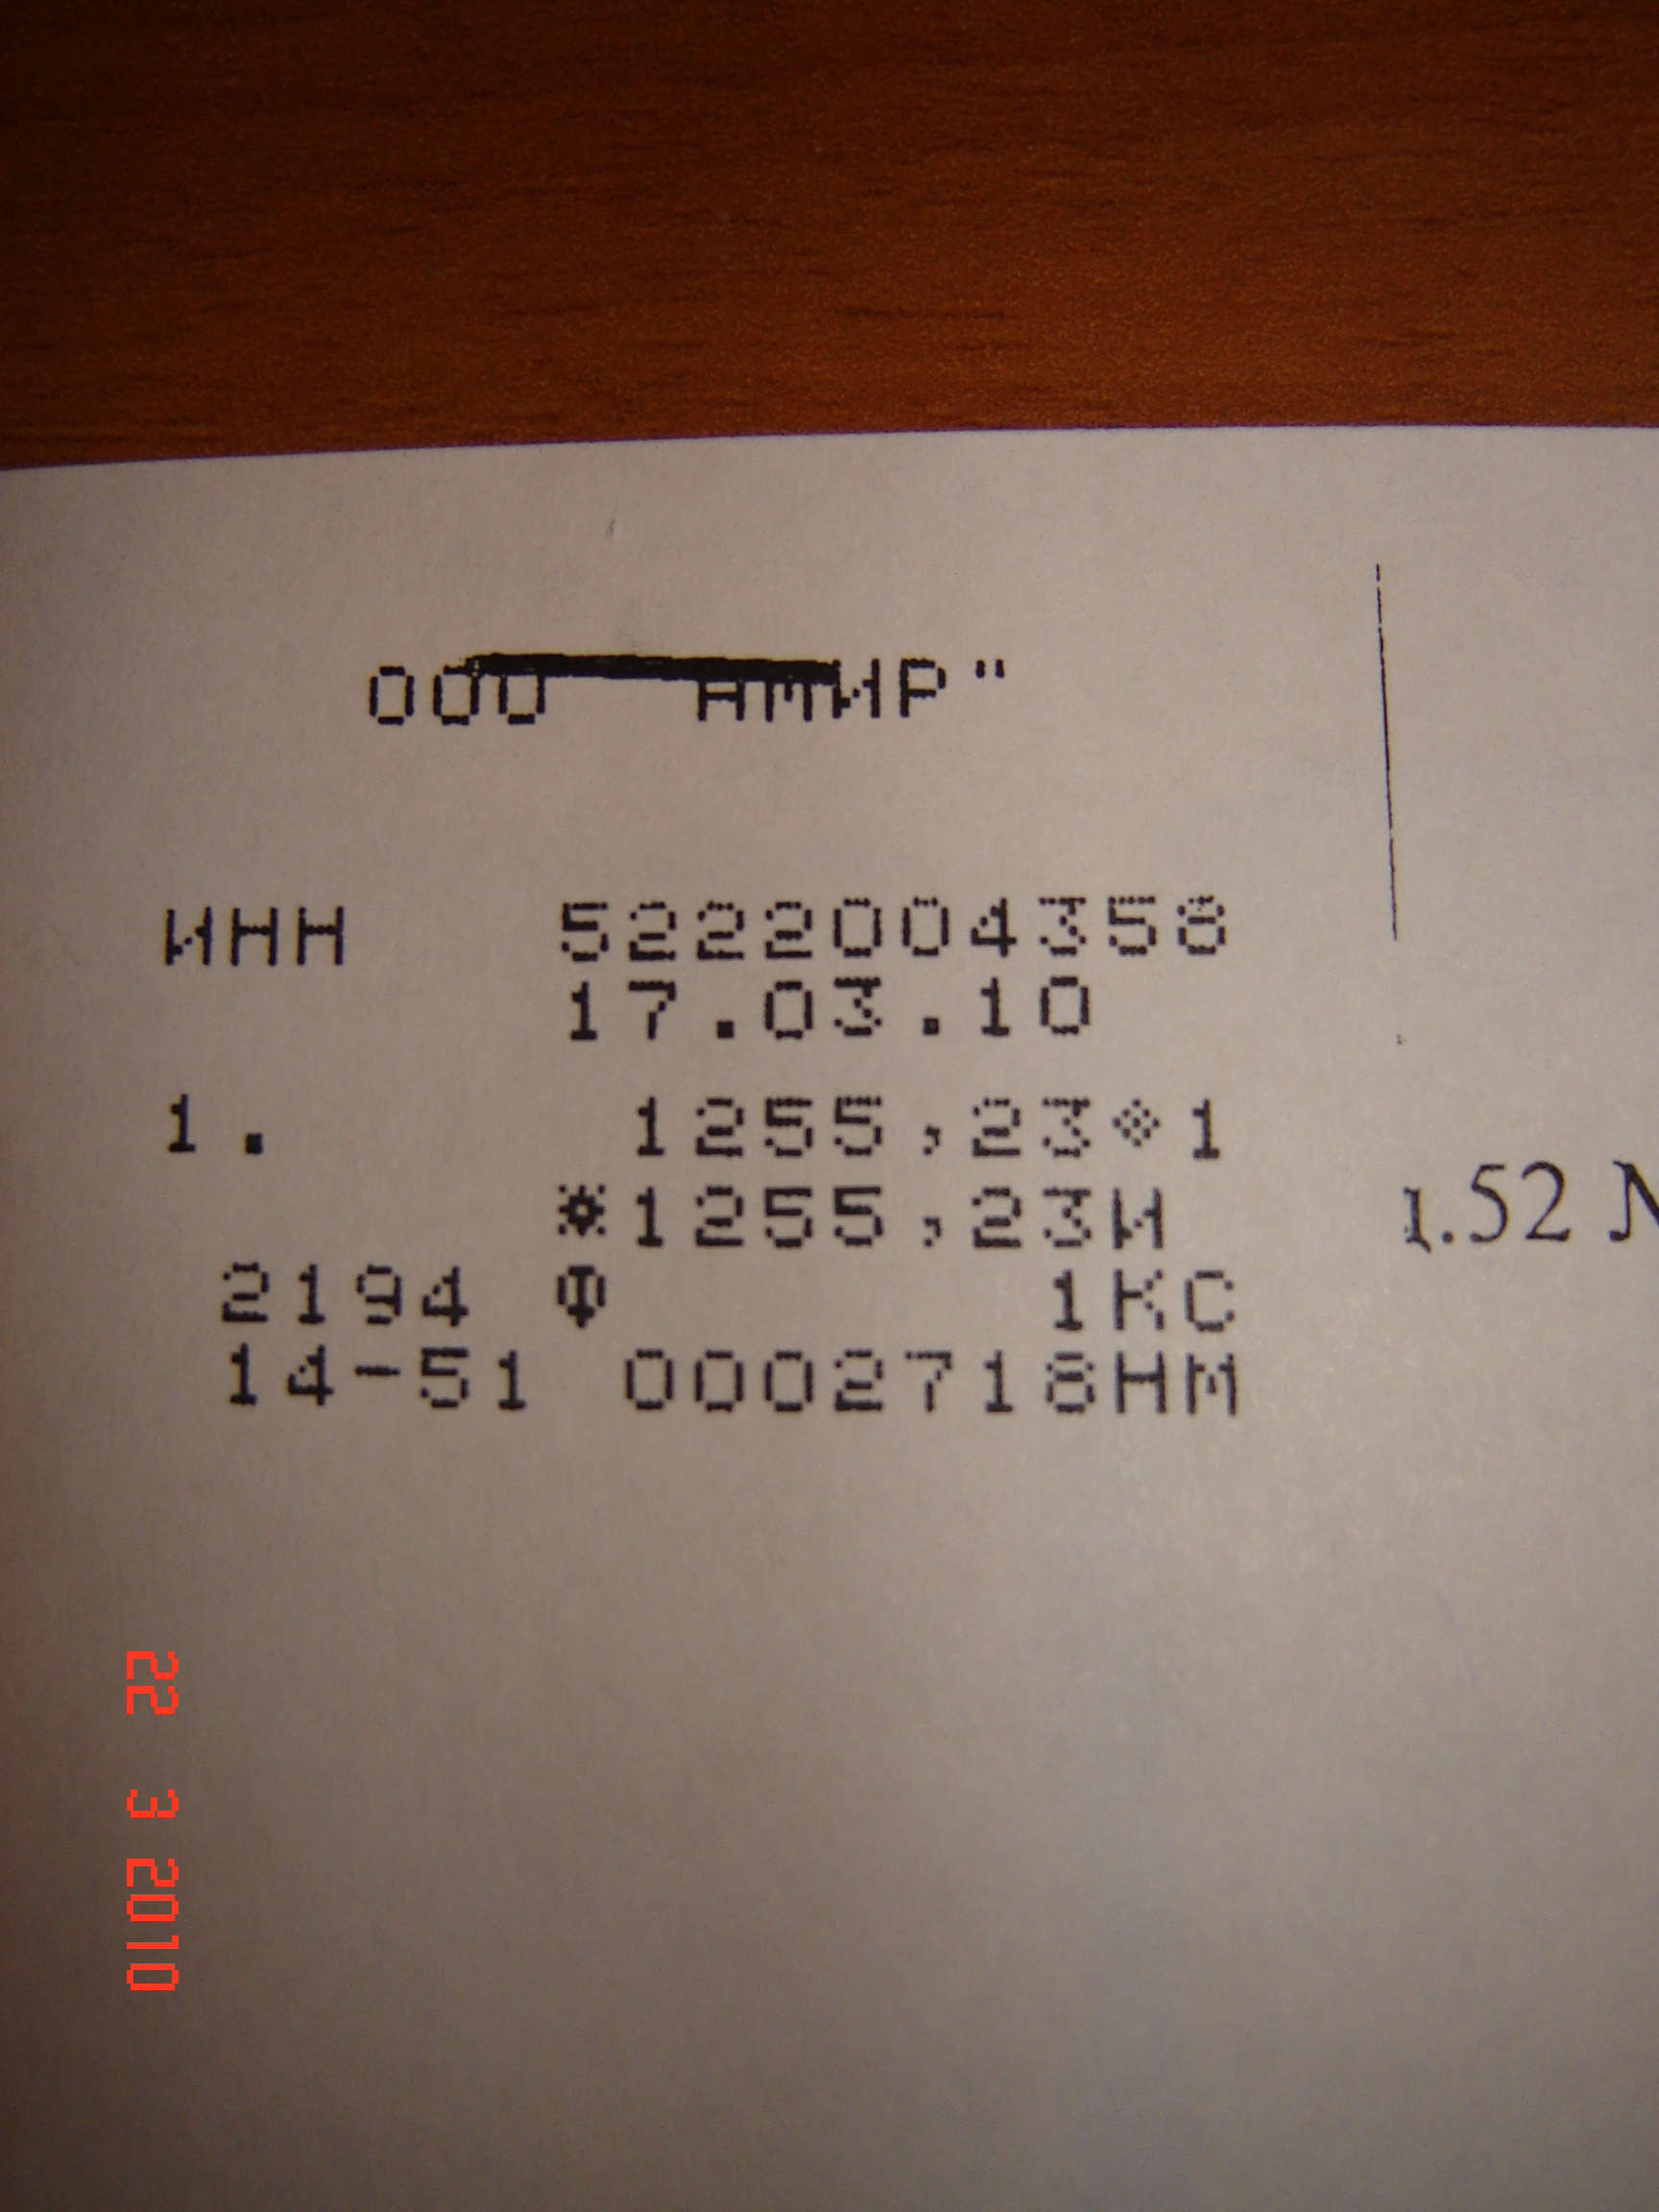 ООО "АМИР"
ИНН 5222004358
17.03.10
1. 1255,23◈1
*1255,23И
1.52
2194 Ф 1КС
14-51 0002718НМ
22 3 2010